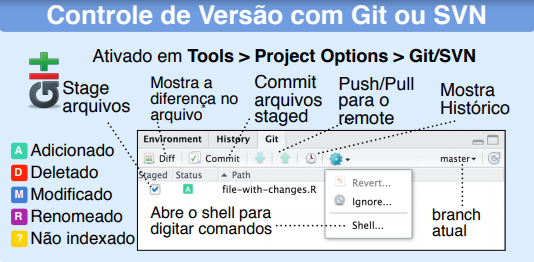 Controle de Versão com Git ou SVN
Ativado em Tools > Project Options > Git/SVN
git
Stage
arquivos
Mostra a
diferença no
arquivo
Commit
arquivos
staged
Push/Pull
para o
remote
Mostra
Histórico
A Adicionado
D Deletado
M Modificado
R Renomeado
? Não indexado
Environment History Git
Diff Commit master
Staged Status Path
A file-with-changes.R
Revert...
Ignore...
Shell...
Abre o shell para
digitar comandos
branch
atual